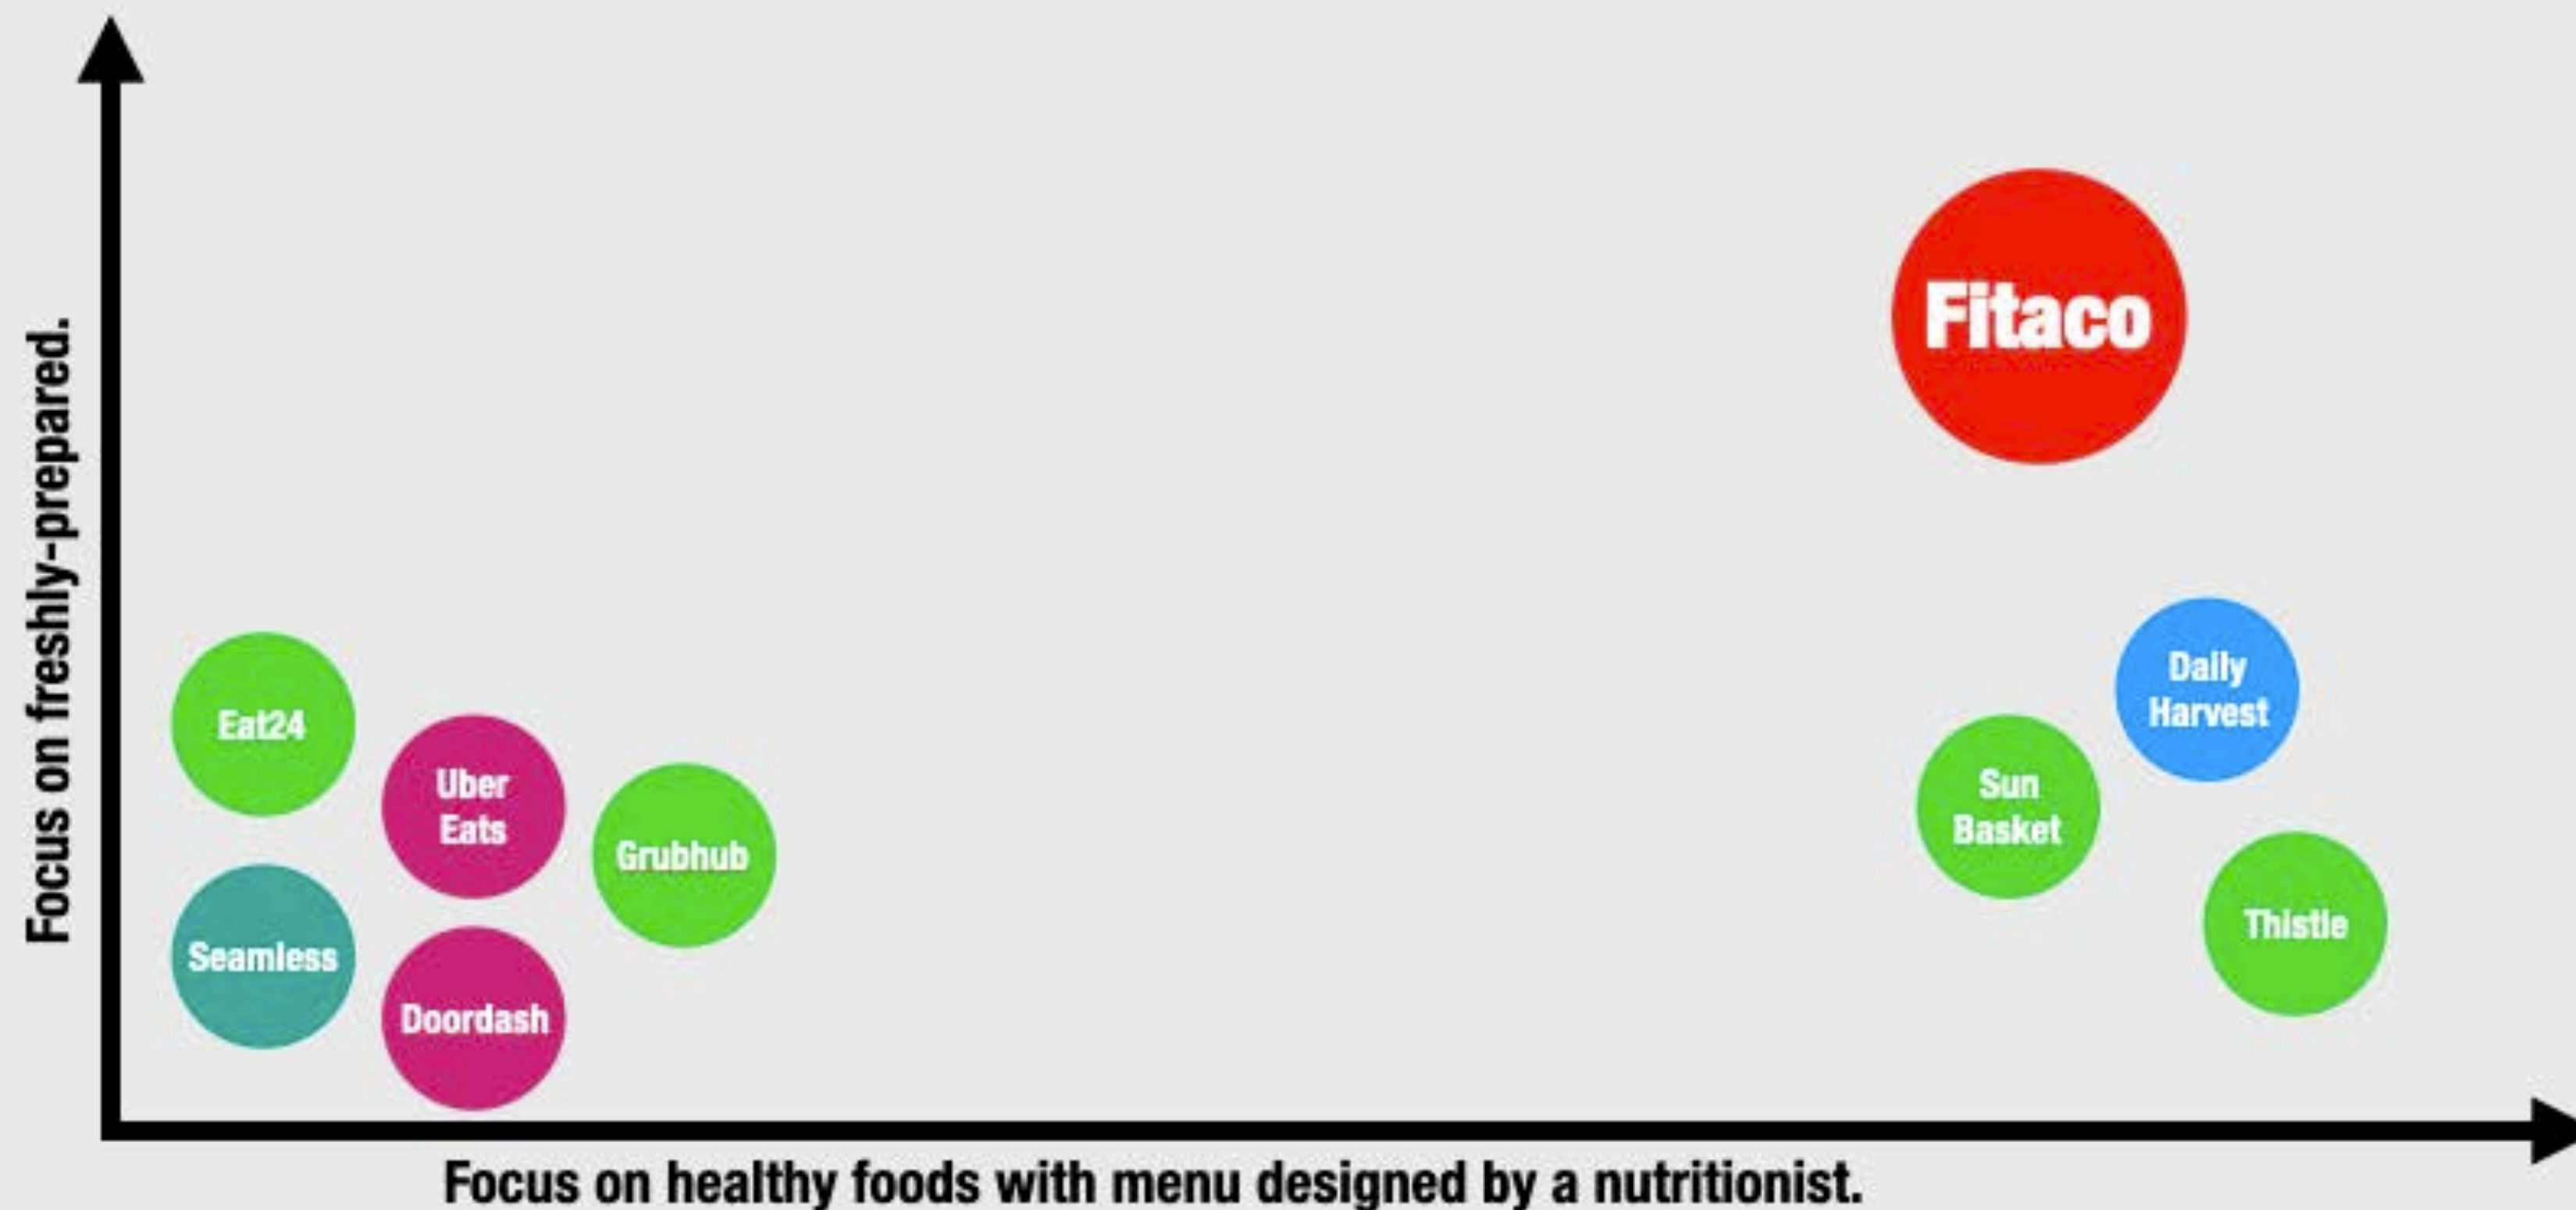 Focus on freshly-prepared.
Fitaco
Daily
Harvest
Eat24
Uber
Eats
Sun
Basket
Grubhub
Thistle
Seamless
Doordash
Focus on healthy foods with menu designed by a nutritionist.